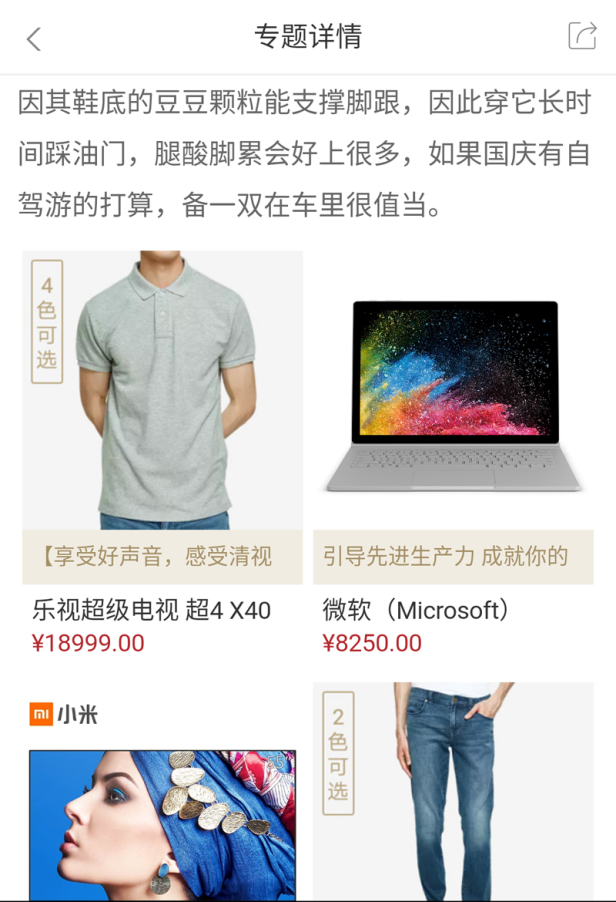 专题详情
因其鞋底的豆豆颗粒能支撑脚跟，因此穿它长时
间踩油门，腿酸脚累会好上很多，如果国庆有自
驾游的打算，备一双在车里很值当。
4色可选
【享受好声音，感受清视
引导先进生产力 成就你的
乐视超级电视 超4 X40
微软（Microsoft）
¥18999.00
¥8250.00
小米
2色可选